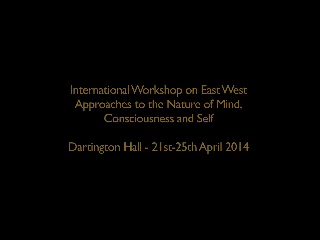 International Workshop on East West
Approaches to the Nature of Mind,
Consciousness and Self
Dartington Hall - 21st-25th April 2014